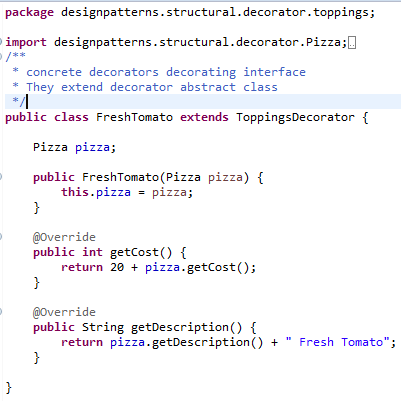 package designpatterns.structural.decorator.toppings;
import designpatterns.structural.decorator.Pizza;
/**
 * concrete decorators decorating interface
 * They extend decorator abstract class
 */
public class FreshTomato extends ToppingsDecorator {
    Pizza pizza;
    public FreshTomato(Pizza pizza) {
        this.pizza = pizza;
    }
    @Override
    public int getCost() {
        return 20 + pizza.getCost();
    }
    @Override
    public String getDescription() {
        return pizza.getDescription() + " Fresh Tomato";
    }
}